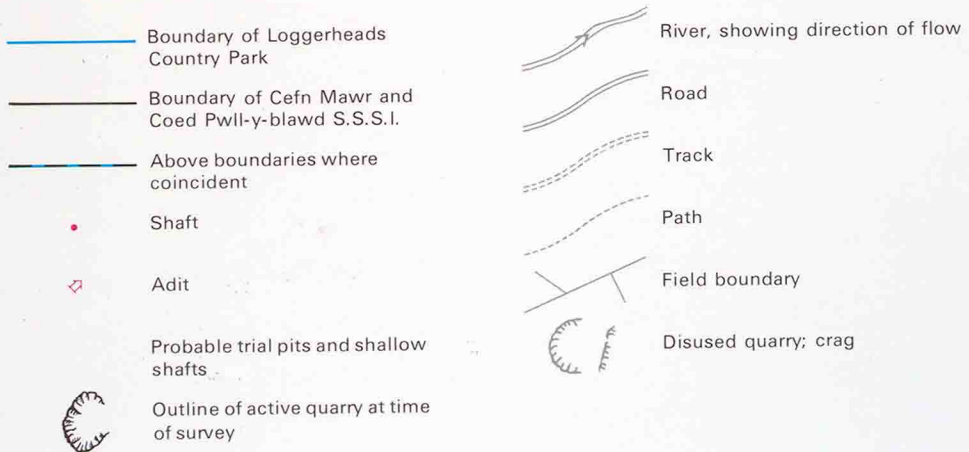 Boundary of Loggerheads
Country Park
Boundary of Cefn Mawr and
Coed Pwll-y-blawd S.S.S.I.
Above boundaries where
coincident
Shaft
Adit
Probable trial pits and shallow
shafts
Outline of active quarry at time
of survey
River, showing direction of flow
Road
Track
Path
Field boundary
Disused quarry; crag